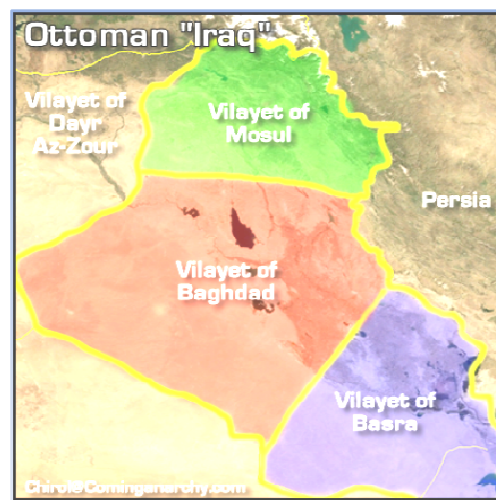 Ottoman "Iraq"
Vilayet of
Dayr
Az-Zour
Vilayet of
Mosul
Persia
Vilayet of
Baghdad
Vilayet of
Basra
Chirol@Cominganarchy.com